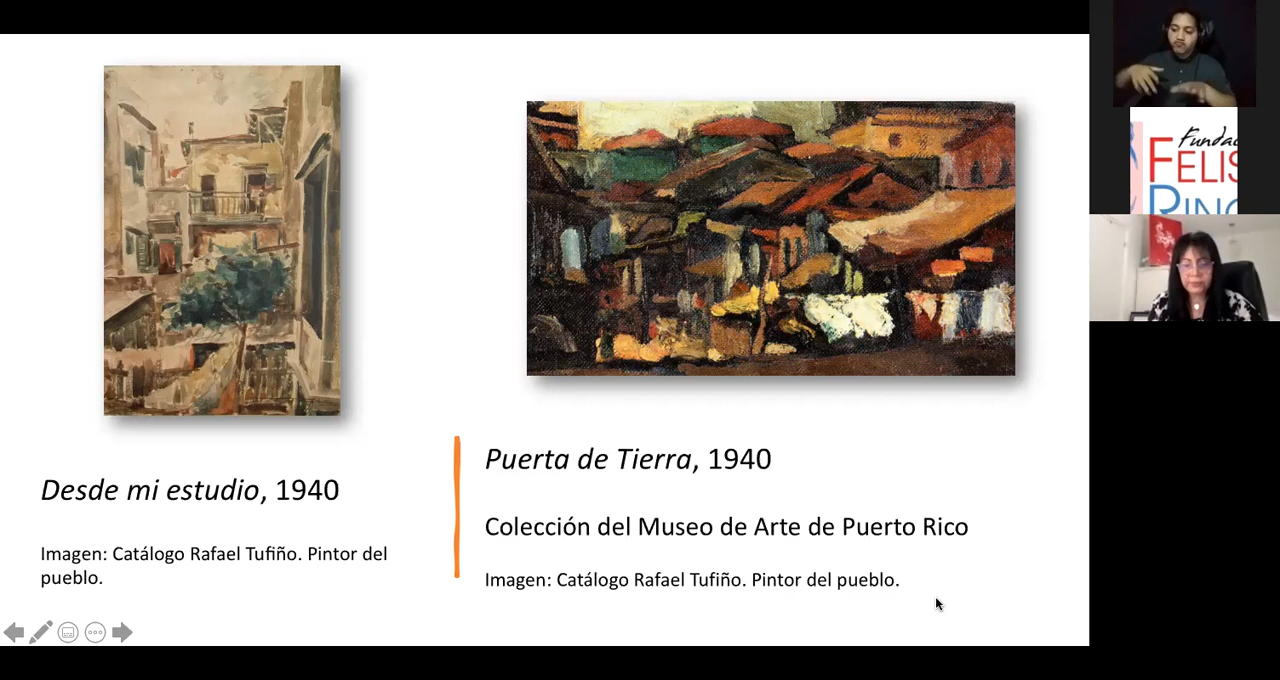 Fundac
FELIS
RINC
Desde mi estudio, 1940
Imagen: Catálogo Rafael Tufiño. Pintor del
pueblo.
Puerta de Tierra, 1940
Colección del Museo de Arte de Puerto Rico
Imagen: Catálogo Rafael Tufiño. Pintor del pueblo.